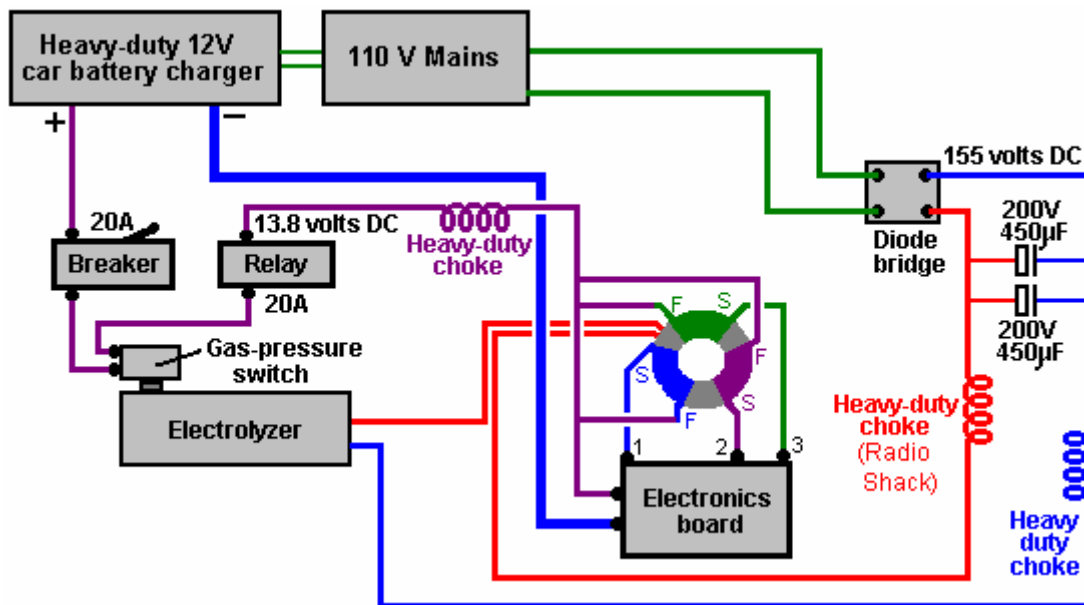 Heavy-duty 12V
car battery charger
110 V Mains
+
−
155 volts DC
20A
13.8 volts DC
Heavy-duty
choke
Breaker
Relay
20A
Diode
bridge
200V
450µF
200V
450µF
Gas-pressure
switch
F
S
F
S
S
F
Electrolyzer
1
2
3
Electronics
board
Heavy-duty
choke
(Radio
Shack)
Heavy
duty
choke